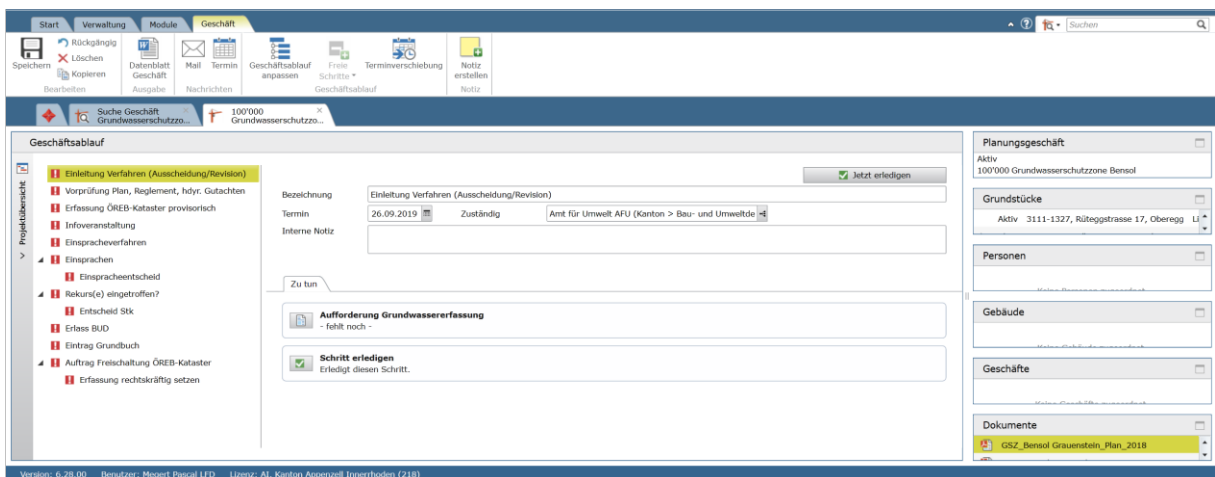 Start Verwaltung Module Geschäft
Suchen
Speichern
Rückgängig
Löschen
Kopieren
Datenblatt Geschäft
Mail
Termin
Geschäftsablauf anpassen
Freie Schritte
Terminverschiebung
Notiz erstellen
Bearbeiten Ausgabe Nachrichten Geschäftsablauf Notiz
Suche Geschäft
Grundwasserschutzzo...
100'000
Grundwasserschutzzo...
Geschäftsablauf
Projektübersicht
Einleitung Verfahren (Ausscheidung/Revision)
Vorprüfung Plan, Reglement, hdyr. Gutachten
Erfassung ÖREB-Kataster provisorisch
Infoveranstaltung
Einspracheverfahren
Einsprachen
Einspracheentscheid
Rekurs(e) eingetroffen?
Entscheid Stk
Erlass BUD
Eintrag Grundbuch
Auftrag Freischaltung ÖREB-Kataster
Erfassung rechtskräftig setzen
Jetzt erledigen
Bezeichnung Einleitung Verfahren (Ausscheidung/Revision)
Termin 26.09.2019 Zuständig Amt für Umwelt AFU (Kanton > Bau- und Umweltde
Interne Notiz
Zu tun
Aufforderung Grundwassererfassung
- fehlt noch -
Schritt erledigen
Erledigt diesen Schritt.
Planungsgeschäft
Aktiv
100'000 Grundwasserschutzzone Bensol
Grundstücke
Aktiv 3111-1327, Rüteggstrasse 17, Oberegg
Personen
Gebäude
Geschäfte
Dokumente
GSZ_Bensol Grauenstein_Plan_2018
Version: 6.28.00 Benutzer: Megert Pascal LFD Lizenz: AI, Kanton Appenzell Innerrhoden (218)